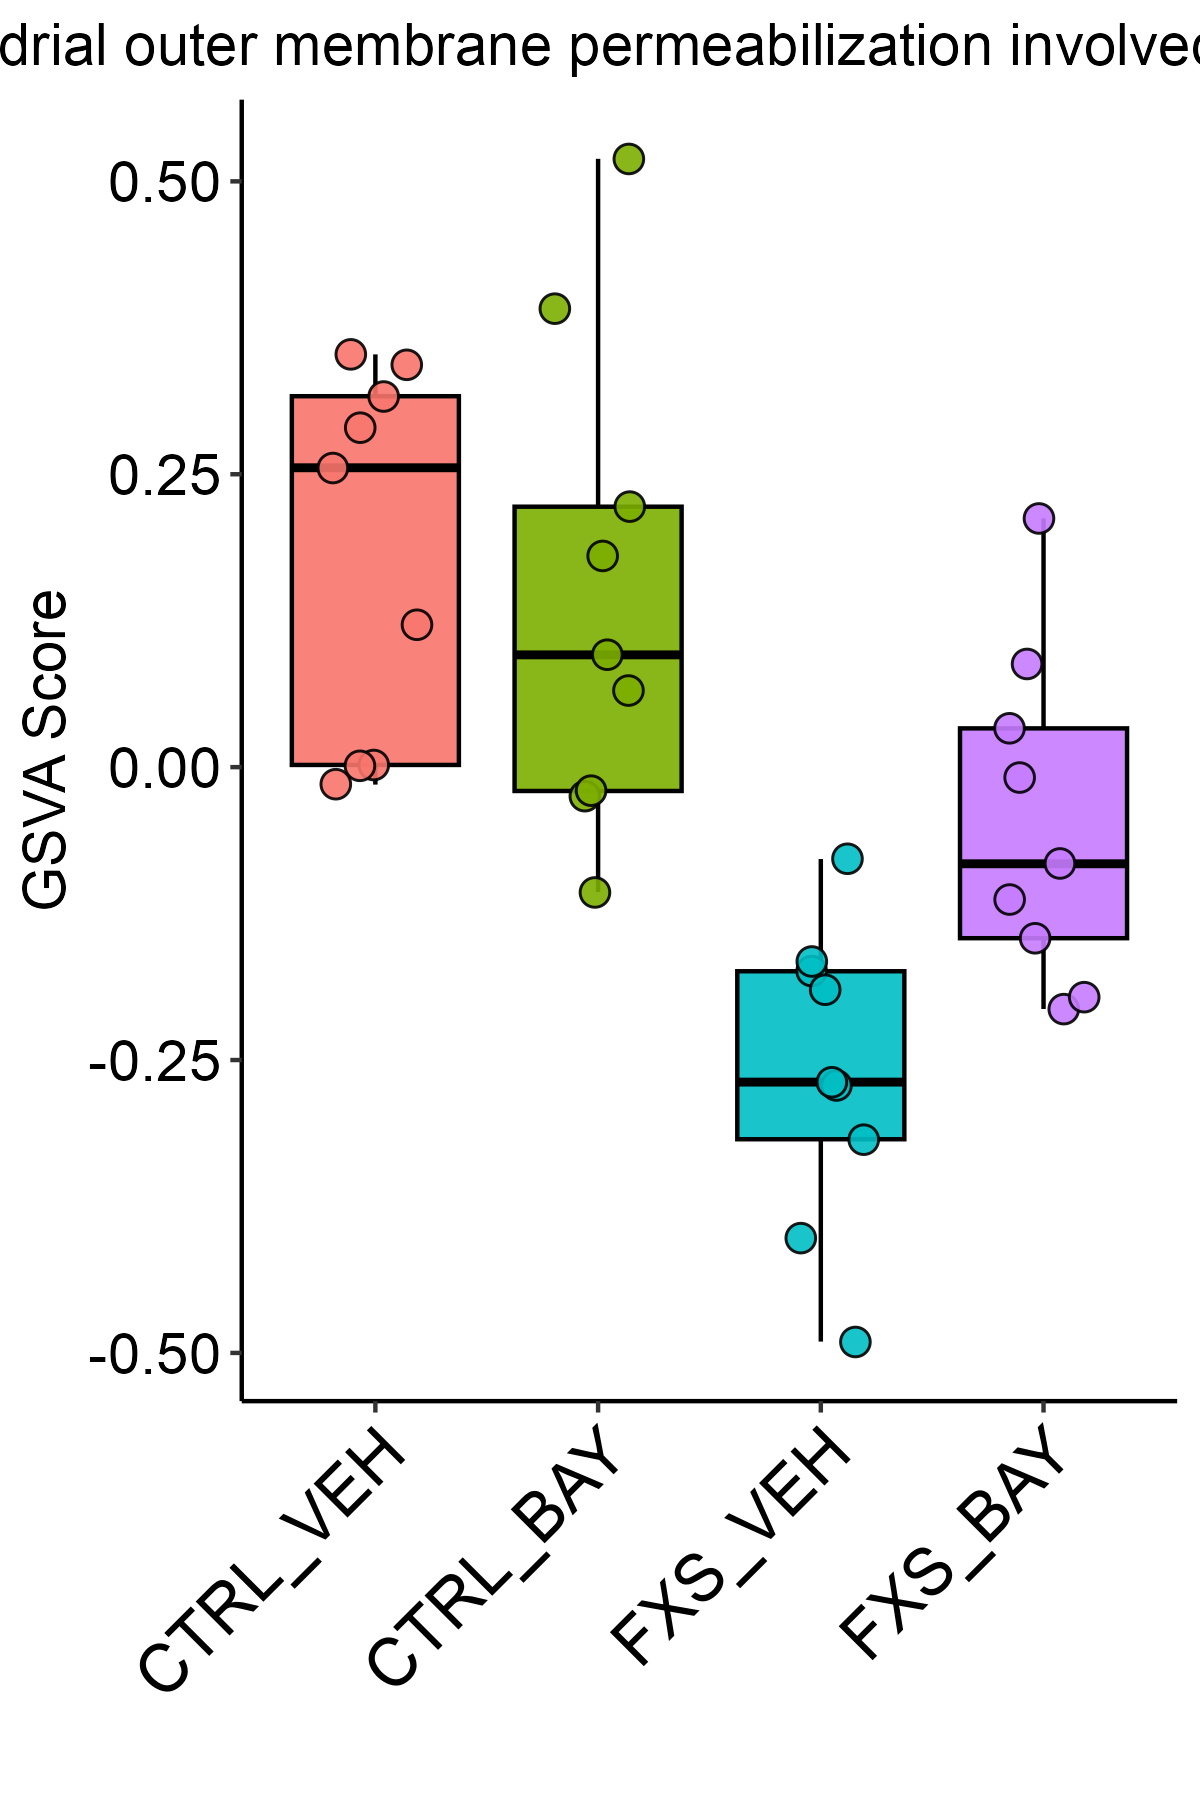 drial outer membrane permeabilization involved
GSVA Score
0.50
0.25
0.00
-0.25
-0.50
CTRL_VEH
CTRL_BAY
FXS_VEH
FXS_BAY